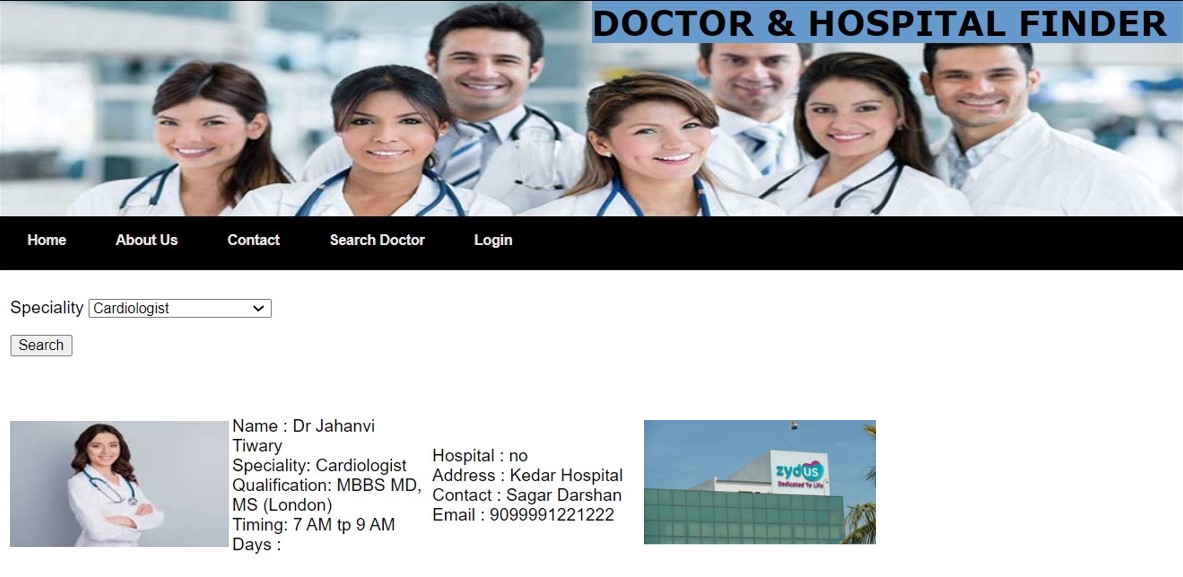 DOCTOR & HOSPITAL FINDER
Home About Us Contact Search Doctor Login
Speciality Cardiologist
Search
Name : Dr Jahanvi
Tiwary
Speciality: Cardiologist
Qualification: MBBS MD,
MS (London)
Timing: 7 AM tp 9 AM
Days :
Hospital : no
Address : Kedar Hospital
Contact : Sagar Darshan
Email : 9099991221222
zydus
Dedicated To Life